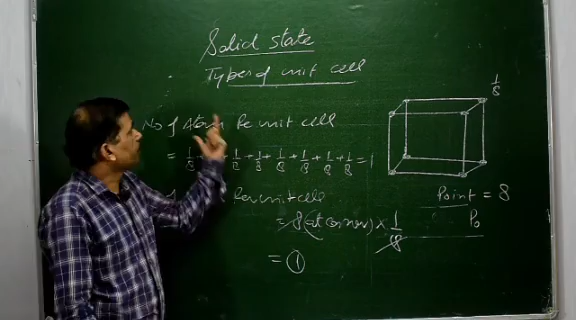 Solid state
Types of unit cell
1/8
No of Atom Per unit cell
= 1/8 + 1/8 + 1/8 + 1/8 + 1/8 + 1/8 + 1/8 = 1
Point = 8
Per unit cell
= 8 (at corner) × 1/8
Po
= 1